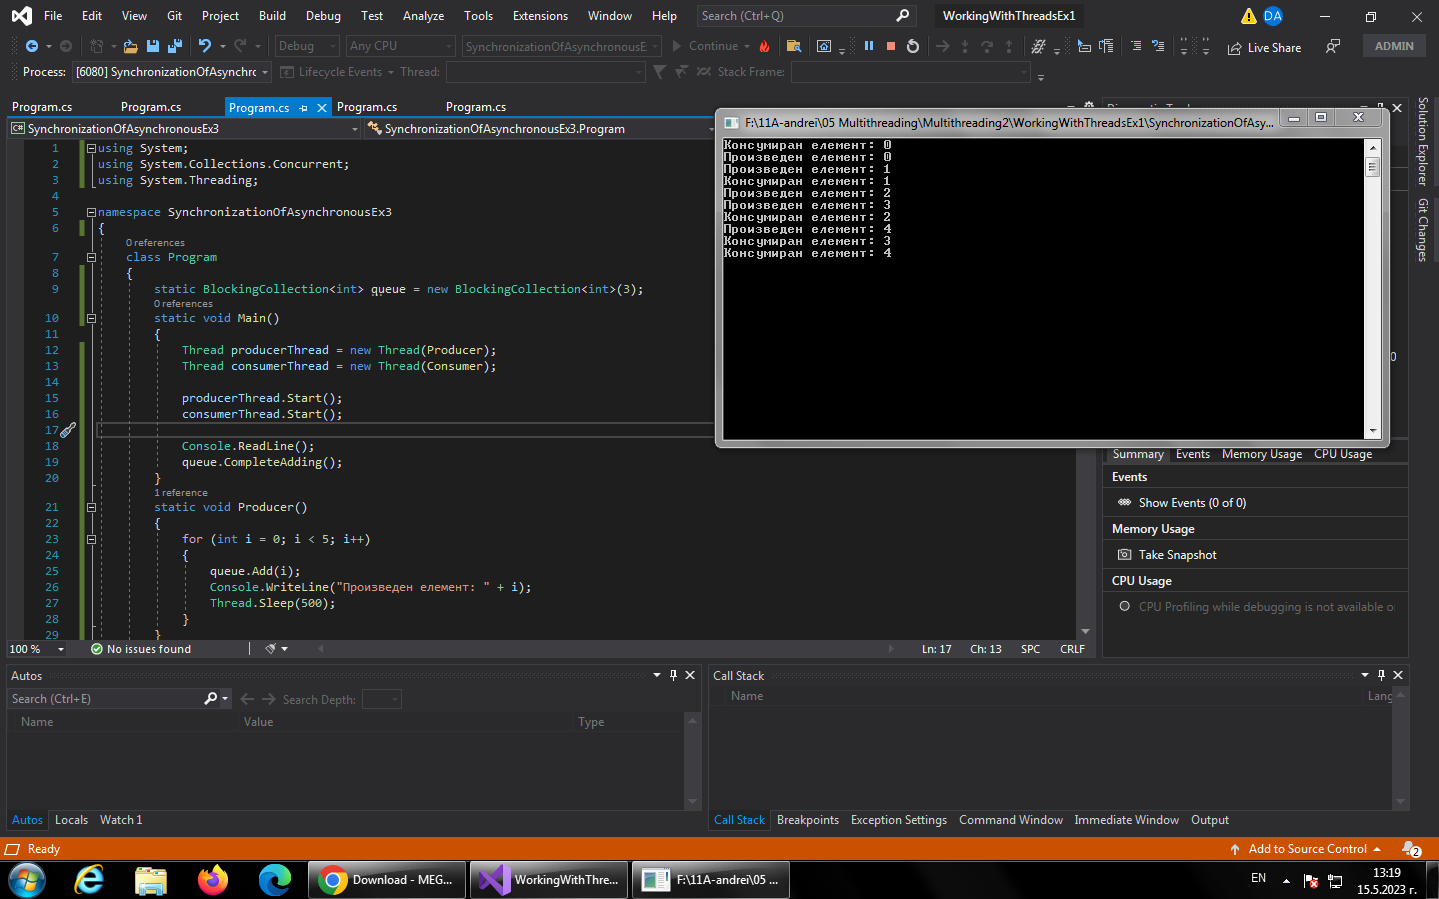 File Edit View Git Project Build Debug Test Analyze Tools Extensions Window Help Search (Ctrl+Q) WorkingWithThreadsEx1 DA
Debug Any CPU SynchronizationOfAsynchronousE Continue Live Share ADMIN
Process: [6080] SynchronizationOfAsynchro Lifecycle Events Thread: Stack Frame:
Program.cs Program.cs Program.cs Program.cs Program.cs
C# SynchronizationOfAsynchronousEx3 SynchronizationOfAsynchronousEx3.Program
1 using System;
2 using System.Collections.Concurrent;
3 using System.Threading;
4
5 namespace SynchronizationOfAsynchronousEx3
6 {
0 references
7 class Program
8 {
9 static BlockingCollection<int> queue = new BlockingCollection<int>(3);
0 references
10 static void Main()
11 {
12 Thread producerThread = new Thread(Producer);
13 Thread consumerThread = new Thread(Consumer);
14
15 producerThread.Start();
16 consumerThread.Start();
17
18 Console.ReadLine();
19 queue.CompleteAdding();
20 }
1 reference
21 static void Producer()
22 {
23 for (int i = 0; i < 5; i++)
24 {
25 queue.Add(i);
26 Console.WriteLine("Произведен елемент: " + i);
27 Thread.Sleep(500);
28 }
29 }
100 % No issues found Ln: 17 Ch: 13 SPC CRLF
F:\11A-andrei\05 Multithreading\Multithreading2\WorkingWithThreadsEx1\SynchronizationOfAsy...
Консумиран елемент: 0
Произведен елемент: 0
Произведен елемент: 1
Консумиран елемент: 1
Произведен елемент: 2
Произведен елемент: 3
Консумиран елемент: 2
Произведен елемент: 4
Консумиран елемент: 3
Консумиран елемент: 4
Solution Explorer
Git Changes
Summary Events Memory Usage CPU Usage
Events
Show Events (0 of 0)
Memory Usage
Take Snapshot
CPU Usage
CPU Profiling while debugging is not available o
Autos
Search (Ctrl+E) Search Depth:
Name Value Type
Autos Locals Watch 1
Call Stack
Name Lang
Call Stack Breakpoints Exception Settings Command Window Immediate Window Output
Ready Add to Source Control 2
Download - MEG... WorkingWithThre... F:\11A-andrei\05 ... EN 13:19
15.5.2023 г.